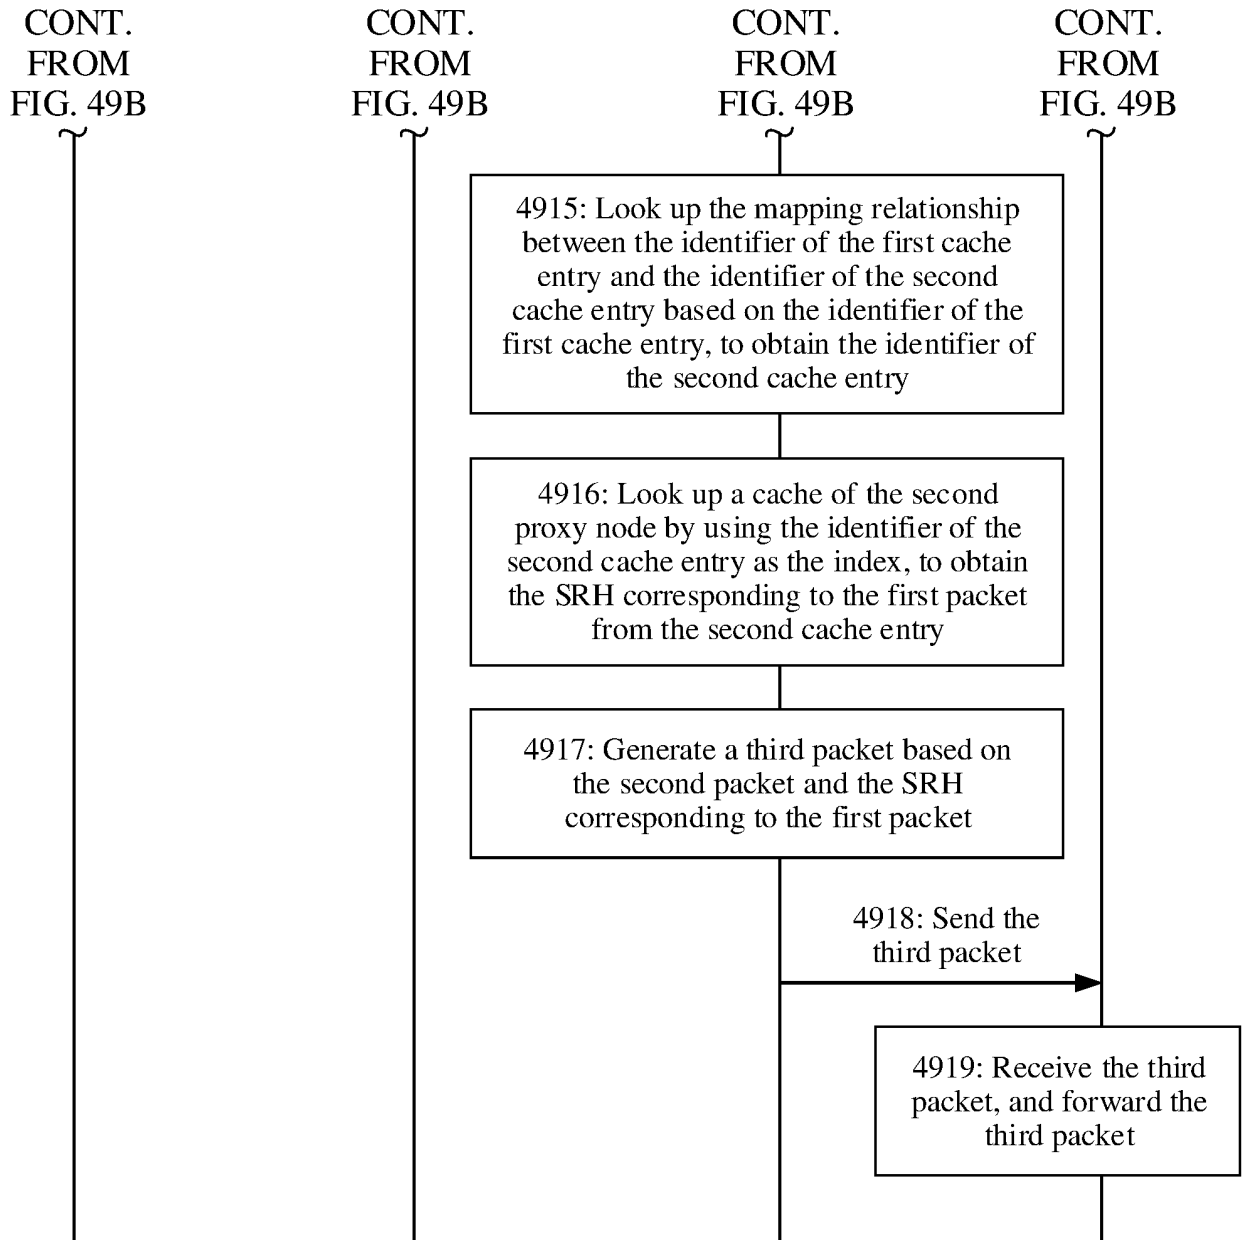 CONT.
FROM
FIG. 49B
CONT.
FROM
FIG. 49B
CONT.
FROM
FIG. 49B
CONT.
FROM
FIG. 49B
4915: Look up the mapping relationship
between the identifier of the first cache
entry and the identifier of the second
cache entry based on the identifier of the
first cache entry, to obtain the identifier of
the second cache entry
4916: Look up a cache of the second
proxy node by using the identifier of the
second cache entry as the index, to obtain
the SRH corresponding to the first packet
from the second cache entry
4917: Generate a third packet based on
the second packet and the SRH
corresponding to the first packet
4918: Send the
third packet
4919: Receive the third
packet, and forward the
third packet